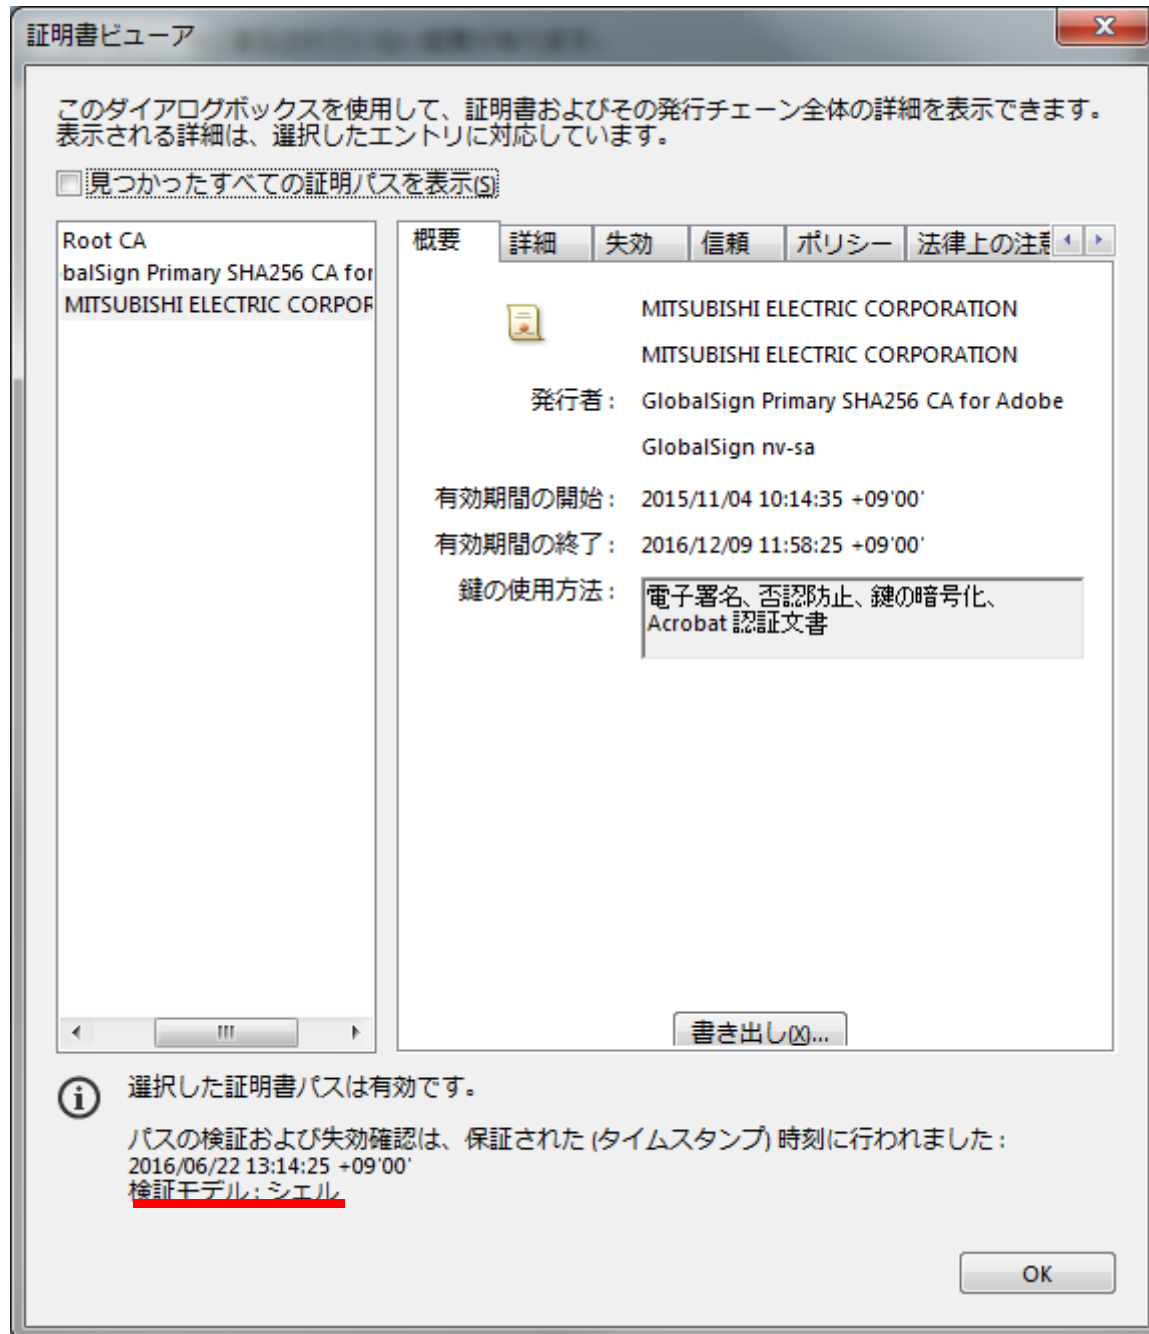 証明書ビューア
このダイアログボックスを使用して、証明書およびその発行チェーン全体の詳細を表示できます。
表示される詳細は、選択したエントリに対応しています。
見つかったすべての証明パスを表示(S)
Root CA
balSign Primary SHA256 CA for
MITSUBISHI ELECTRIC CORPOR
概要 詳細 失効 信頼 ポリシー 法律上の注意
MITSUBISHI ELECTRIC CORPORATION
MITSUBISHI ELECTRIC CORPORATION
発行者: GlobalSign Primary SHA256 CA for Adobe
GlobalSign nv-sa
有効期間の開始: 2015/11/04 10:14:35 +09'00'
有効期間の終了: 2016/12/09 11:58:25 +09'00'
鍵の使用方法: 電子署名、否認防止、鍵の暗号化、
Acrobat 認証文書
書き出し(X)...
選択した証明書パスは有効です。
パスの検証および失効確認は、保証された (タイムスタンプ) 時刻に行われました:
2016/06/22 13:14:25 +09'00'
検証モデル: シェル
OK